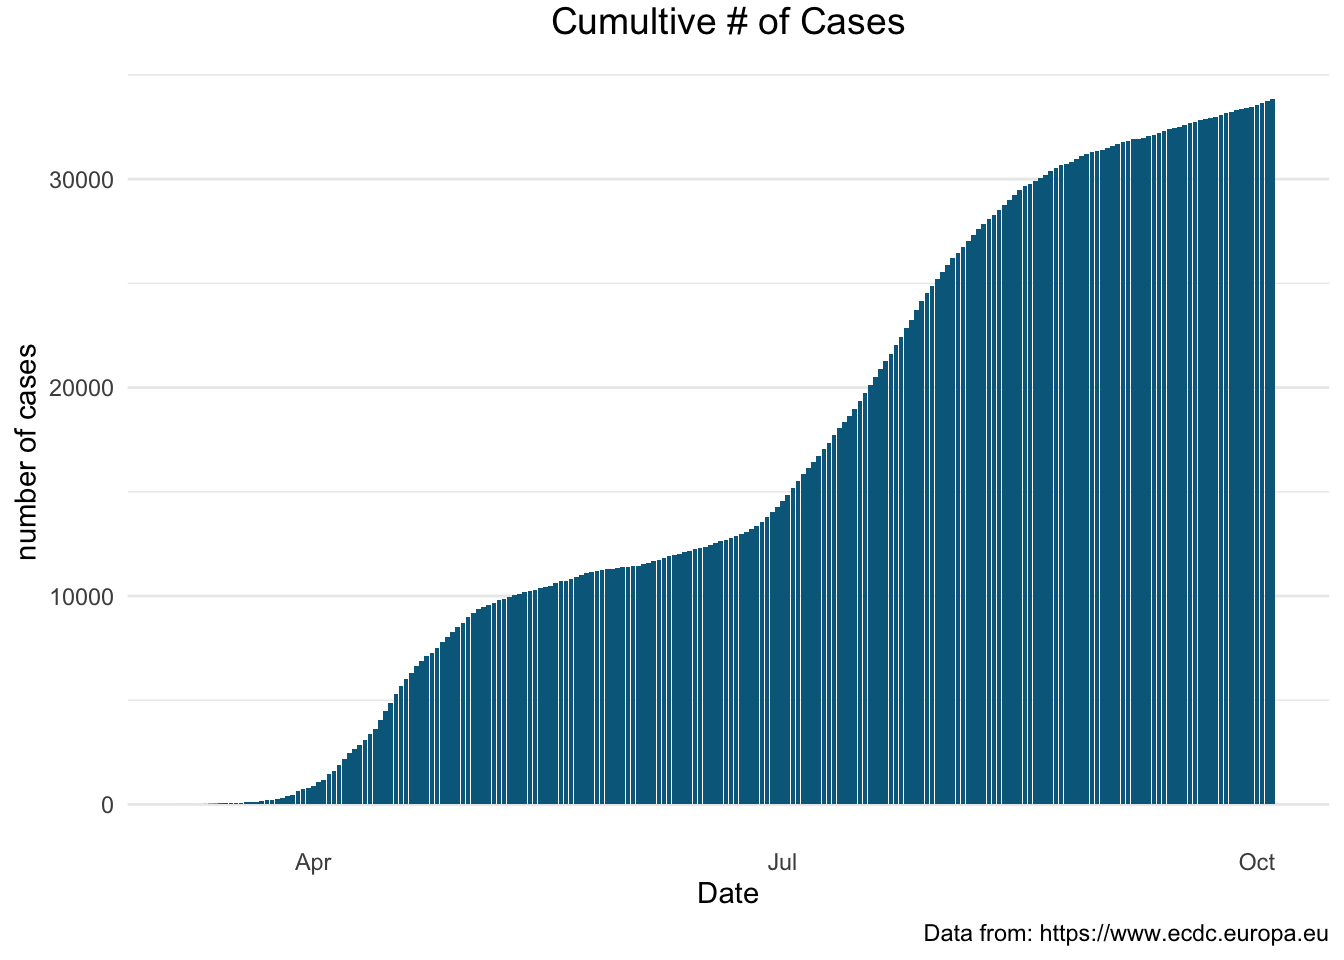 Cumultive # of Cases
number of cases
30000
20000
10000
0
Apr Jul Oct
Date
Data from: https://www.ecdc.europa.eu